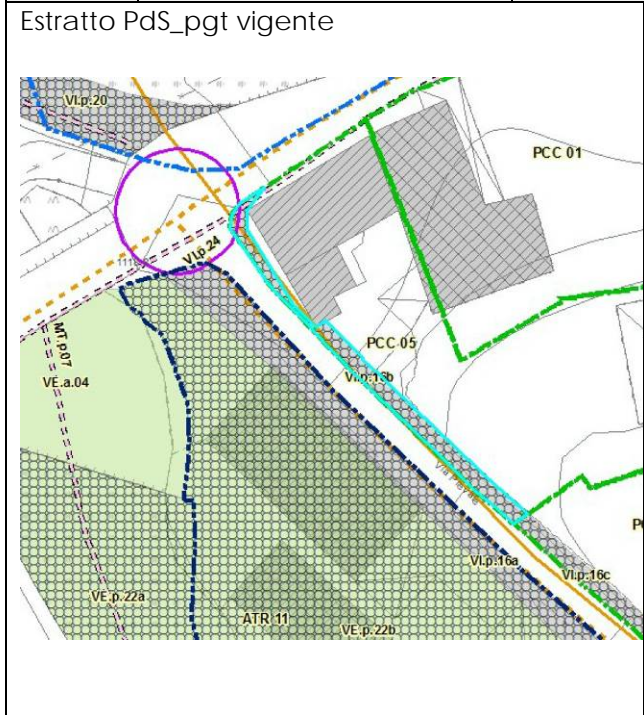 Estratto PdS_pgt vigente
VI.p.20
PCC 01
VI.p.24
MT.p.07
VE.a.04
PCC 05
VI.p.16b
VI.p.16a
VI.p.16c
VE.p.22a
ATR 11
VE.p.22b